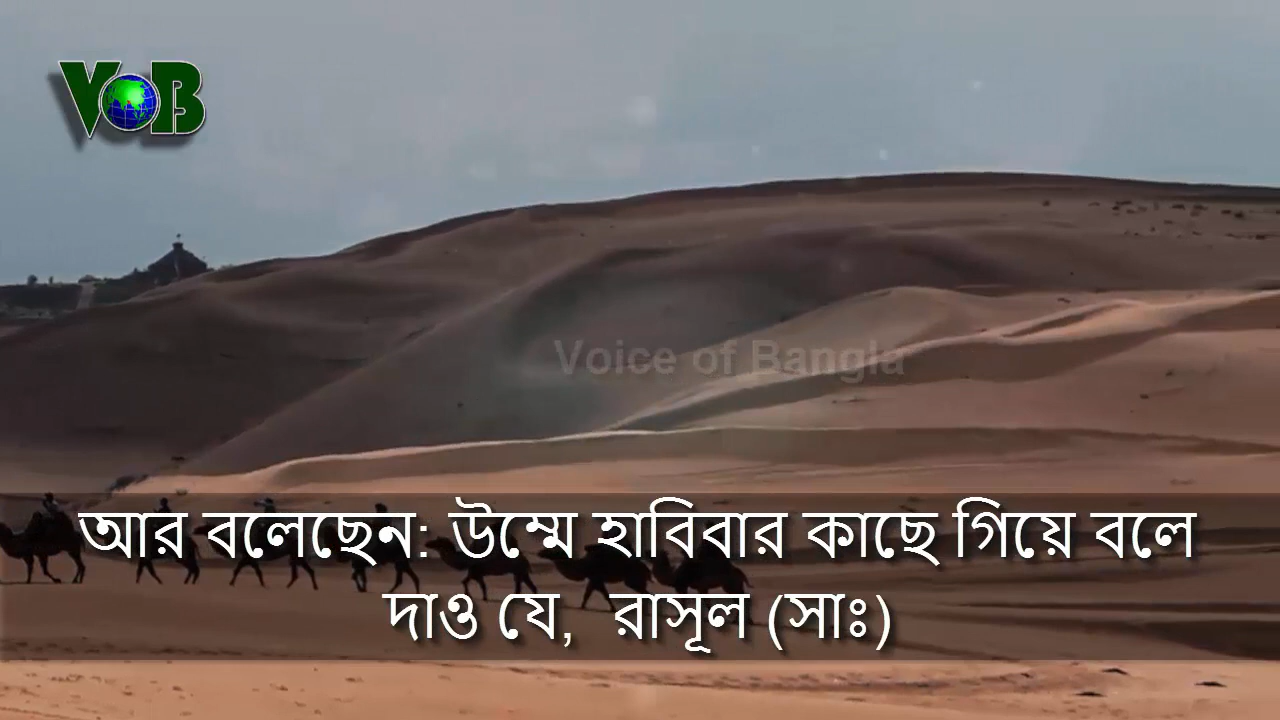 VOB
Voice of Bangla
আর বলেছেন: উম্মে হাবিবার কাছে গিয়ে বলে
দাও যে, রাসূল (সাঃ)